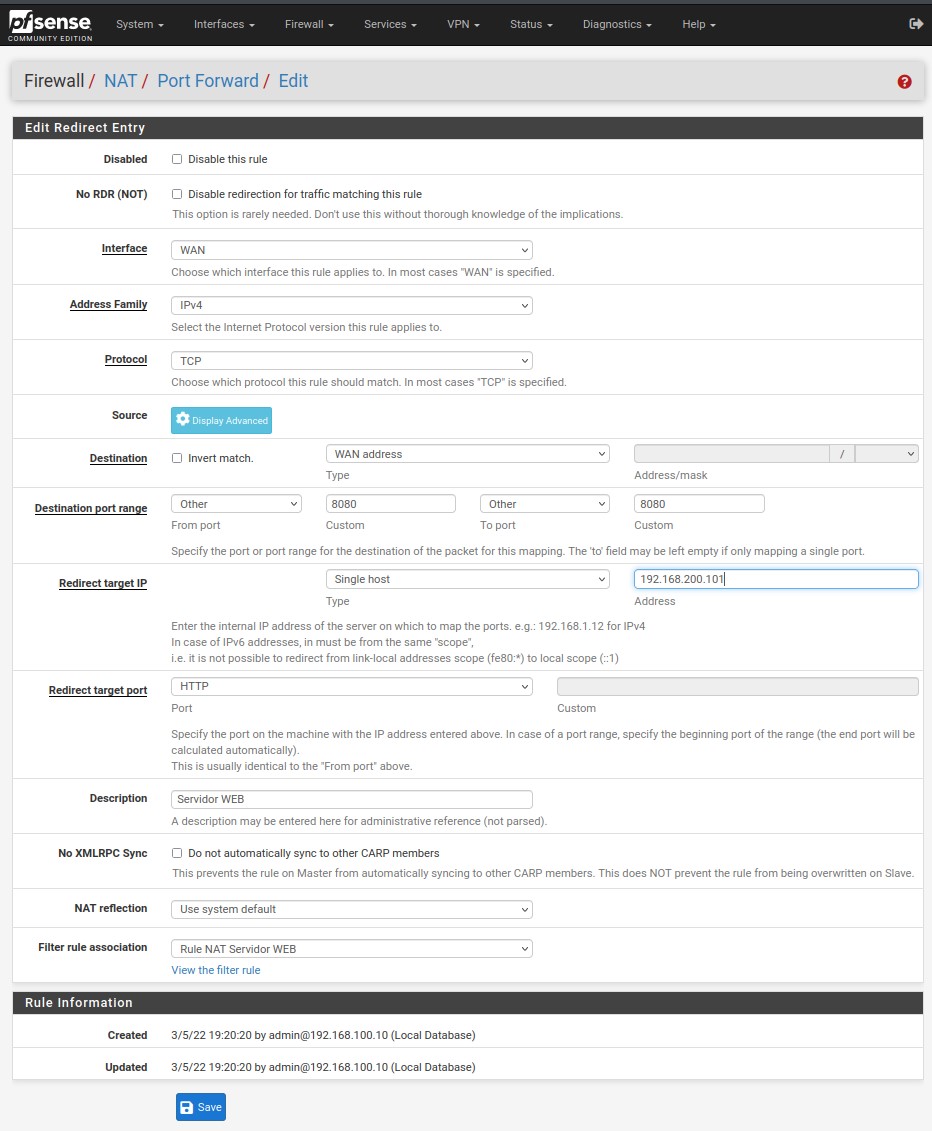 pfsense
COMMUNITY EDITION
System Interfaces Firewall Services VPN Status Diagnostics Help
Firewall / NAT / Port Forward / Edit
Edit Redirect Entry
Disabled Disable this rule
No RDR (NOT) Disable redirection for traffic matching this rule
This option is rarely needed. Don't use this without thorough knowledge of the implications.
Interface WAN
Choose which interface this rule applies to. In most cases "WAN" is specified.
Address Family IPv4
Select the Internet Protocol version this rule applies to.
Protocol TCP
Choose which protocol this rule should match. In most cases "TCP" is specified.
Source Display Advanced
Destination Invert match. WAN address /
Type Address/mask
Destination port range Other 8080 Other 8080
From port Custom To port Custom
Specify the port or port range for the destination of the packet for this mapping. The 'to' field may be left empty if only mapping a single port.
Redirect target IP Single host 192.168.200.101
Type Address
Enter the internal IP address of the server on which to map the ports. e.g.: 192.168.1.12 for IPv4
In case of IPv6 addresses, in must be from the same "scope",
i.e. it is not possible to redirect from link-local addresses scope (fe80:*) to local scope (::1)
Redirect target port HTTP
Port Custom
Specify the port on the machine with the IP address entered above. In case of a port range, specify the beginning port of the range (the end port will be
calculated automatically).
This is usually identical to the "From port" above.
Description Servidor WEB
A description may be entered here for administrative reference (not parsed).
No XMLRPC Sync Do not automatically sync to other CARP members
This prevents the rule on Master from automatically syncing to other CARP members. This does NOT prevent the rule from being overwritten on Slave.
NAT reflection Use system default
Filter rule association Rule NAT Servidor WEB
View the filter rule
Rule Information
Created 3/5/22 19:20:20 by admin@192.168.100.10 (Local Database)
Updated 3/5/22 19:20:20 by admin@192.168.100.10 (Local Database)
Save